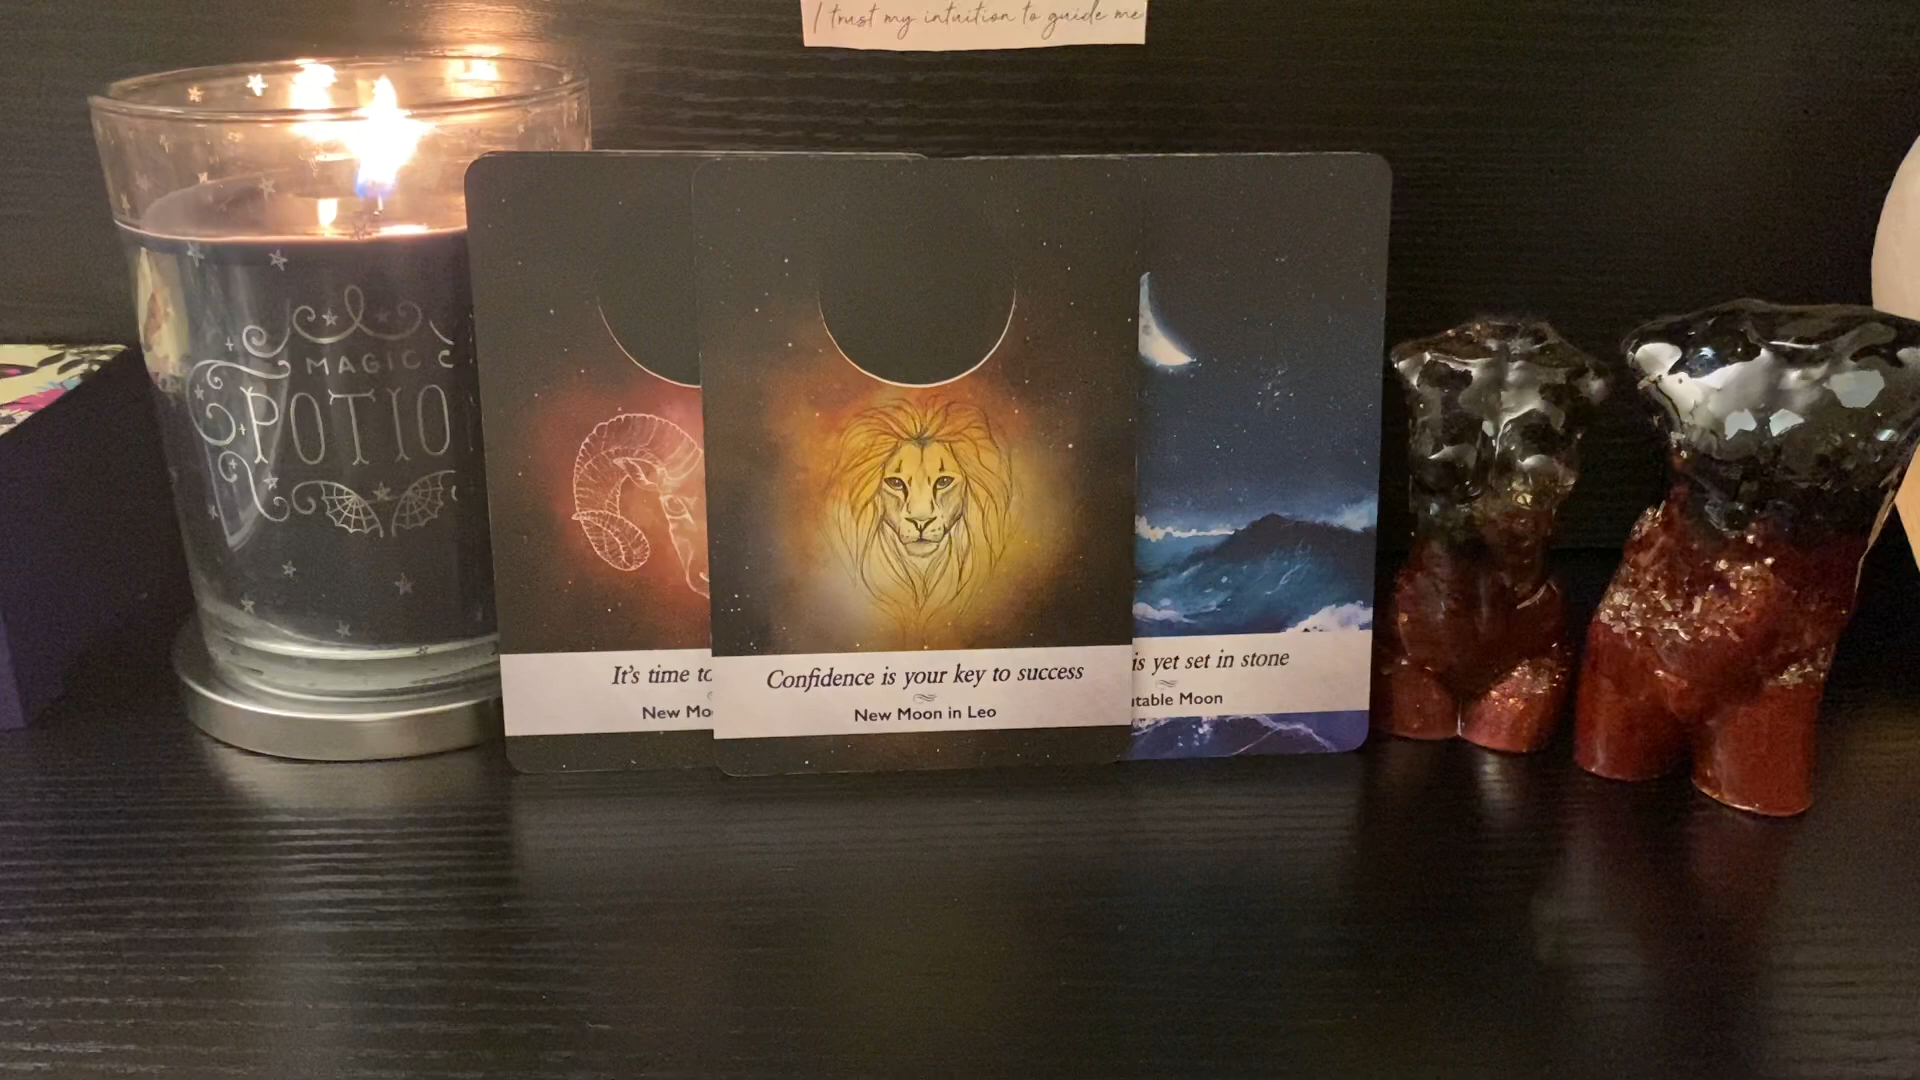 I trust my intuition to guide me
MAGIC
POTIO
It's time to
New Mo
Confidence is your key to success
New Moon in Leo
is yet set in stone
table Moon